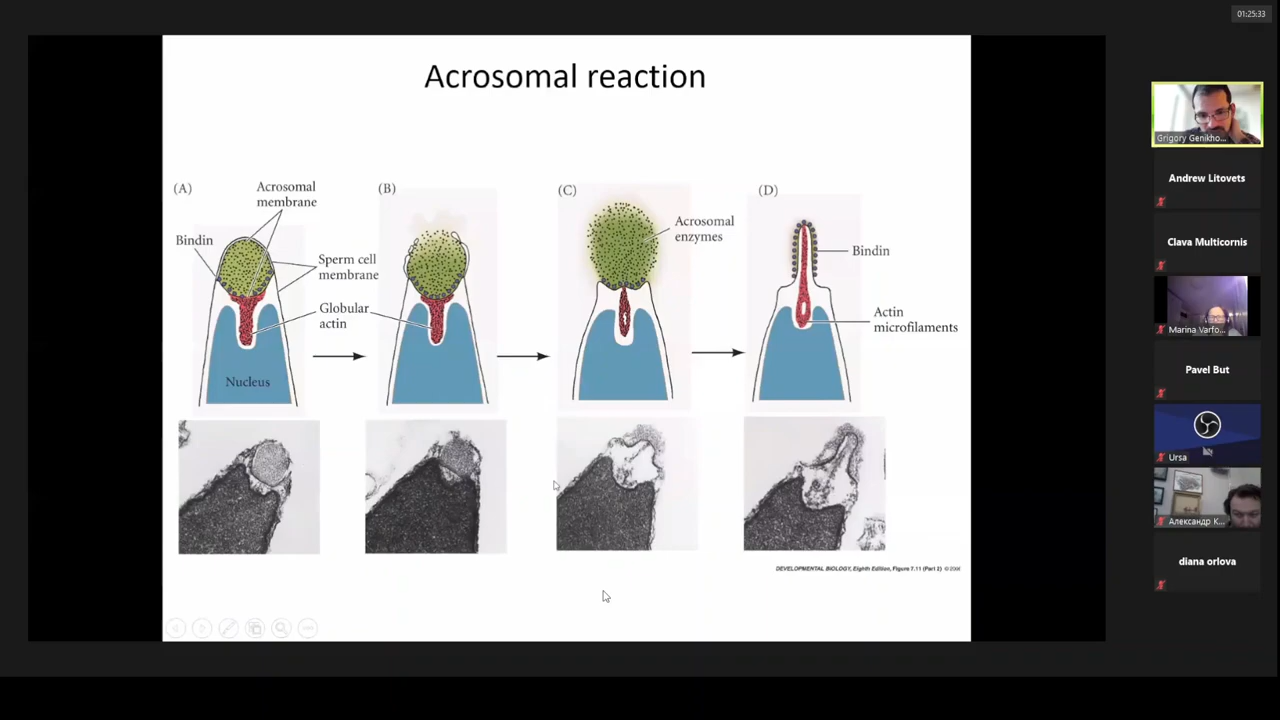 01:25:33
Acrosomal reaction
(A)
Acrosomal
membrane
Bindin
Sperm cell
membrane
Globular
actin
Nucleus
(B)
(C)
Acrosomal
enzymes
(D)
Bindin
Actin
microfilaments
DEVELOPMENTAL BIOLOGY, Eighth Edition, Figure 7.11 (Part 2) © 2006
Grigory Genikho...
Andrew Litovets
Clava Multicornis
Marina Varfo...
Pavel But
Ursa
Александр К...
diana orlova